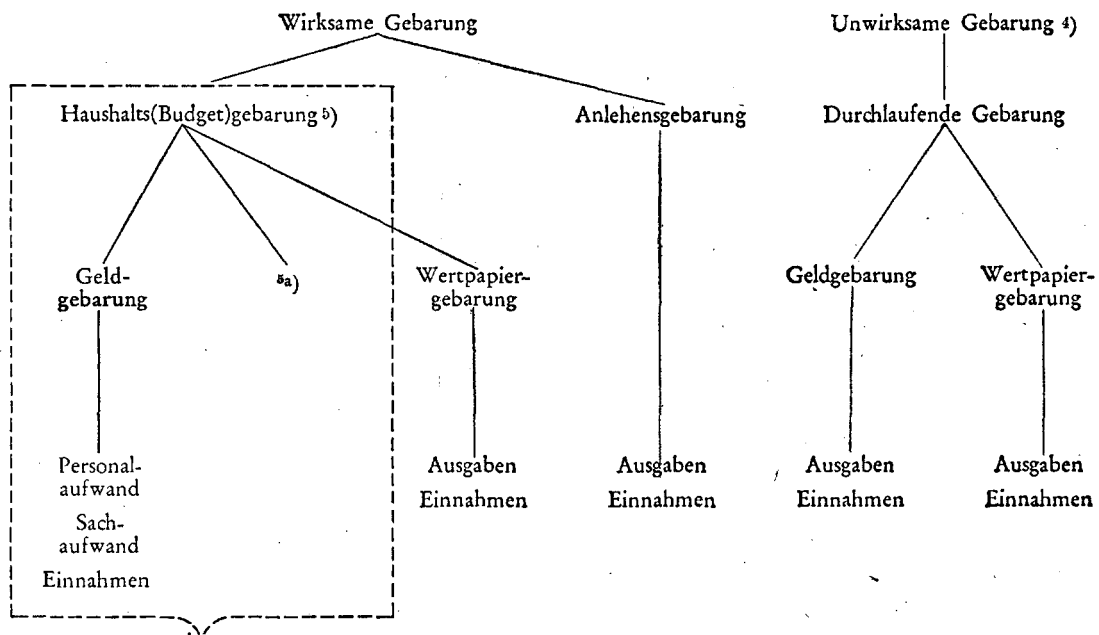 Wirksame Gebarung
Unwirksame Gebarung 4)
Haushalts(Budget)gebarung 5)
Anlehensgebarung
Durchlaufende Gebarung
Geld-
gebarung
5a)
Wertpapier-
gebarung
Geldgebarung
Wertpapier-
gebarung
Personal-
aufwand
Sach-
aufwand
Einnahmen
Ausgaben
Einnahmen
Ausgaben
Einnahmen
Ausgaben
Einnahmen
Ausgaben
Einnahmen